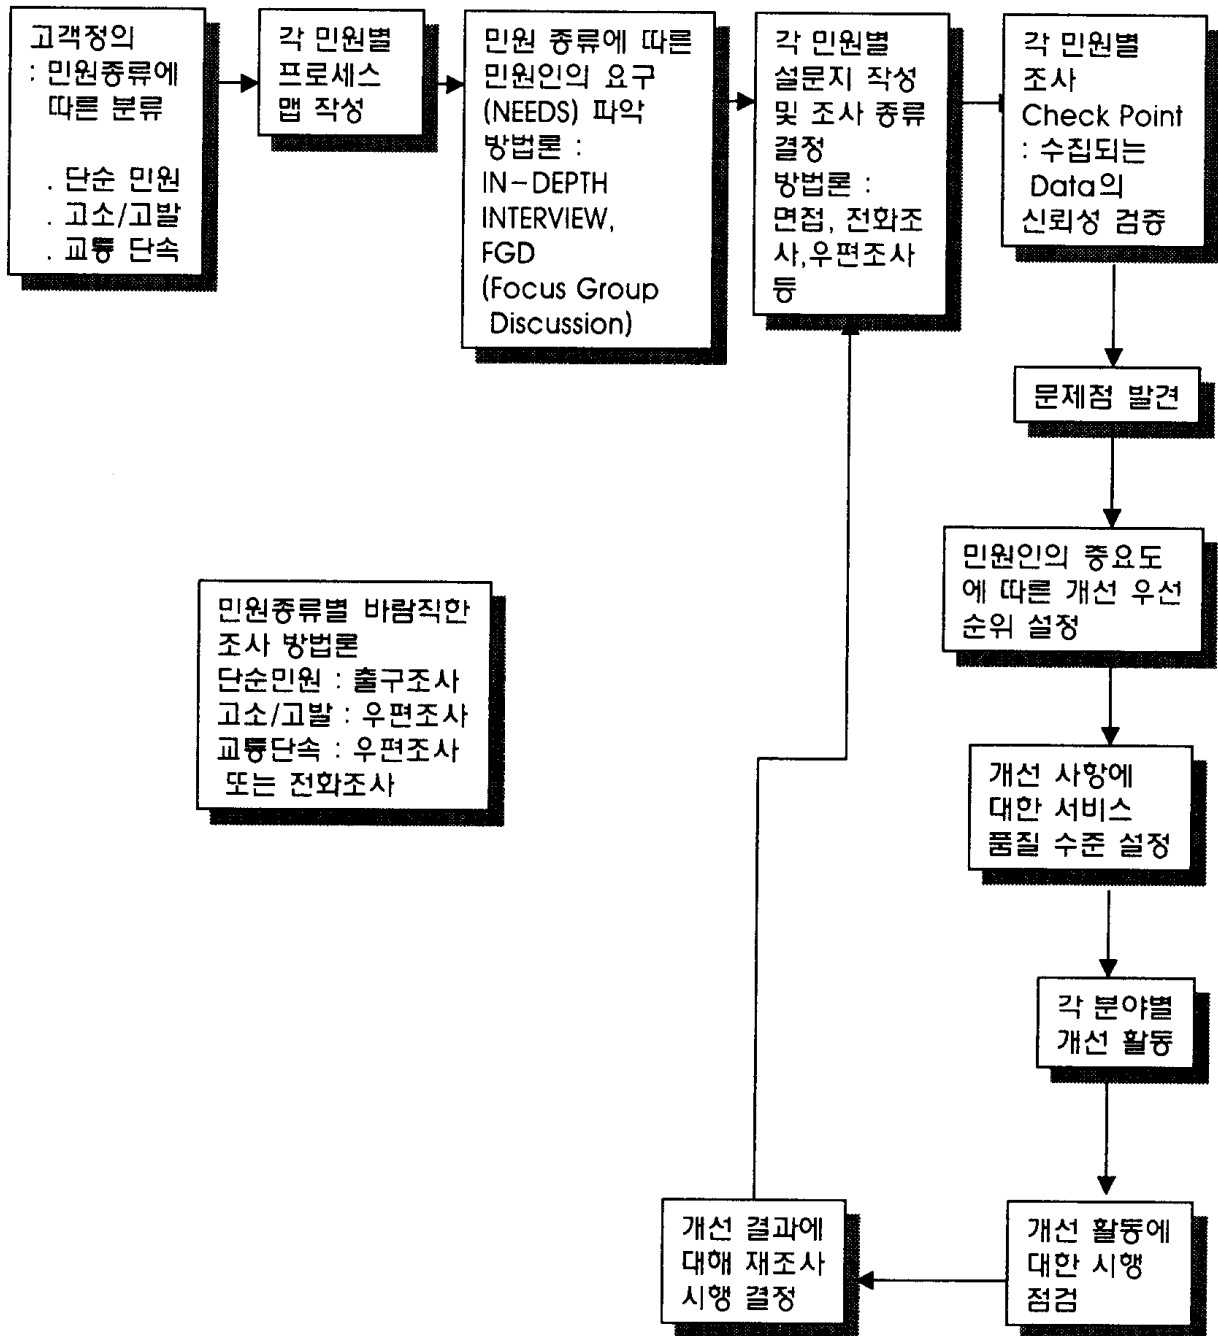 고객정의
: 민원종류에
따른 분류
. 단순 민원
. 고소/고발
. 교통 단속
각 민원별
프로세스
맵 작성
민원 종류에 따른
민원인의 요구
(NEEDS) 파악
방법론 :
IN-DEPTH
INTERVIEW,
FGD
(Focus Group
Discussion)
각 민원별
설문지 작성
및 조사 종류
결정
방법론 :
면접, 전화조
사,우편조사
등
각 민원별
조사
Check Point
: 수집되는
Data의
신뢰성 검증
문제점 발견
민원인의 중요도
에 따른 개선 우선
순위 설정
개선 사항에
대한 서비스
품질 수준 설정
각 분야별
개선 활동
개선 활동에
대한 시행
점검
개선 결과에
대해 재조사
시행 결정
민원종류별 바람직한
조사 방법론
단순민원 : 출구조사
고소/고발 : 우편조사
교통단속 : 우편조사
또는 전화조사